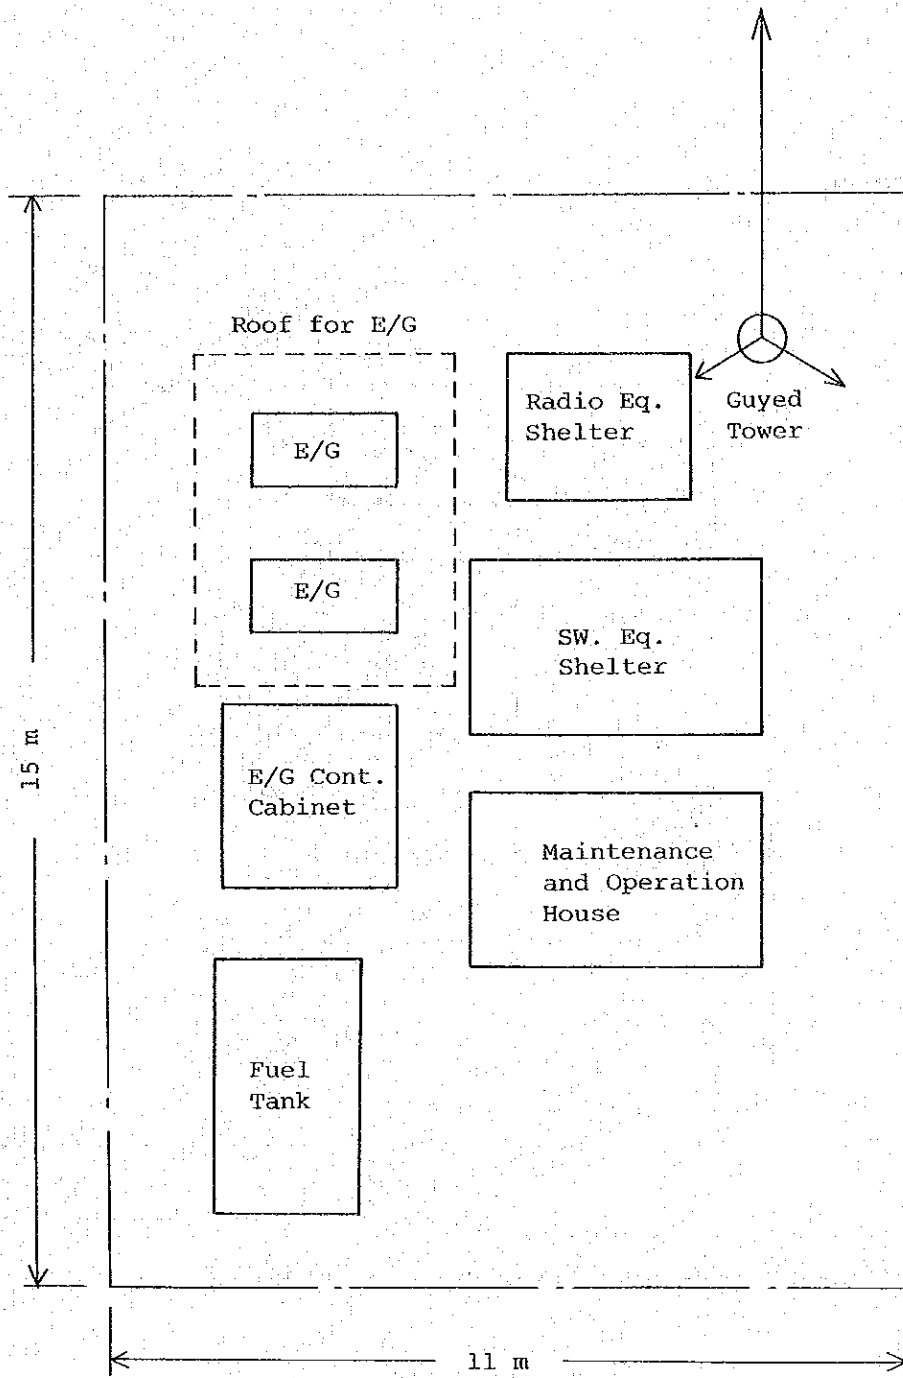 Roof for E/G
E/G
E/G
Radio Eq.
Shelter
Guyed
Tower
SW. Eq.
Shelter
15 m
E/G Cont.
Cabinet
Maintenance
and Operation
House
Fuel
Tank
11 m